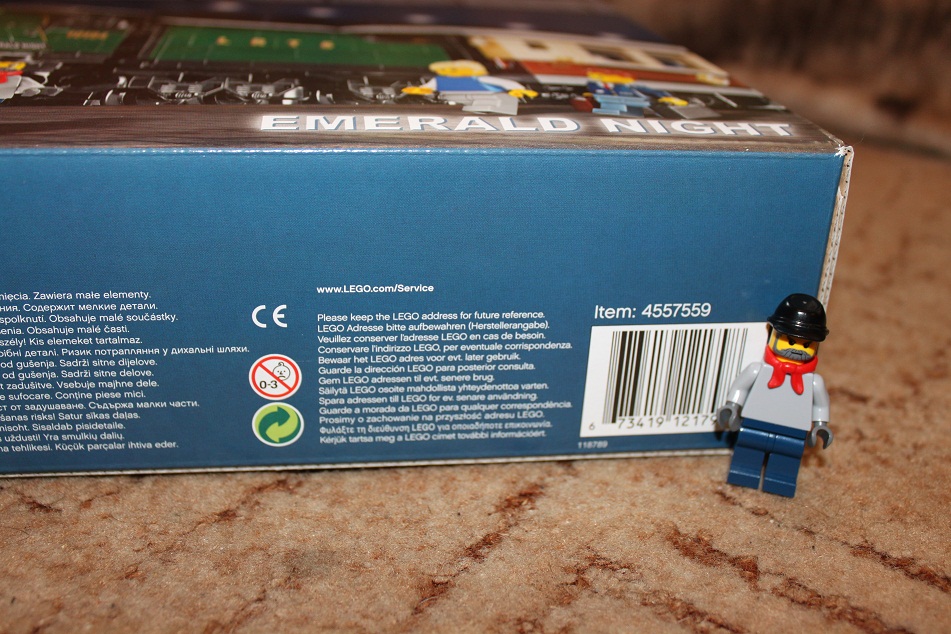 EMERALD NIGHT
nięcia. Zawiera małe elementy.
ния. Содержит мелкие детали.
spolknutí. Obsahuje malé součástky.
senia. Obsahuje malé časti.
szély! Kis elemeket tartalmaz.
рібні деталі. Ризик потрапляння у дихальні шляхи.
od gušenja. Sadrži sitne dijelove.
od gušenja. Sadrži sitne delove.
t zadušitve. Vsebuje majhne dele.
e sufocare. Conține piese mici.
ст от задушаване. Съдържа малки части.
šanas risks! Satur sīkas daļas.
misoht. Sisaldab pisidetaile.
uždusti! Yra smulkių dalių.
na tehlikesi. Küçük parçalar ihtiva eder.
CE
0-3
www.LEGO.com/Service
Please keep the LEGO address for future reference.
LEGO Adresse bitte aufbewahren (Herstellerangabe).
Veuillez conserver l'adresse LEGO en cas de besoin.
Conservare l'indirizzo LEGO, per eventuale corrispondenza.
Bewaar het LEGO adres voor evt. later gebruik.
Guarde la dirección LEGO para posterior consulta.
Gem LEGO adressen til evt. senere brug.
Säilytä LEGO osoite mahdollista yhteydenottoa varten.
Spara adressen till LEGO for ev. senare användning.
Guarde a morada da LEGO para qualquer correspondência.
Prosimy o zachowanie na przyszłość adresu LEGO.
Φυλάξτε τη διεύθυνση LEGO για οποιαδήποτε επικοινωνία.
Kérjük tartsa meg a LEGO címet további információért.
Item: 4557559
6 73419 12179
118789